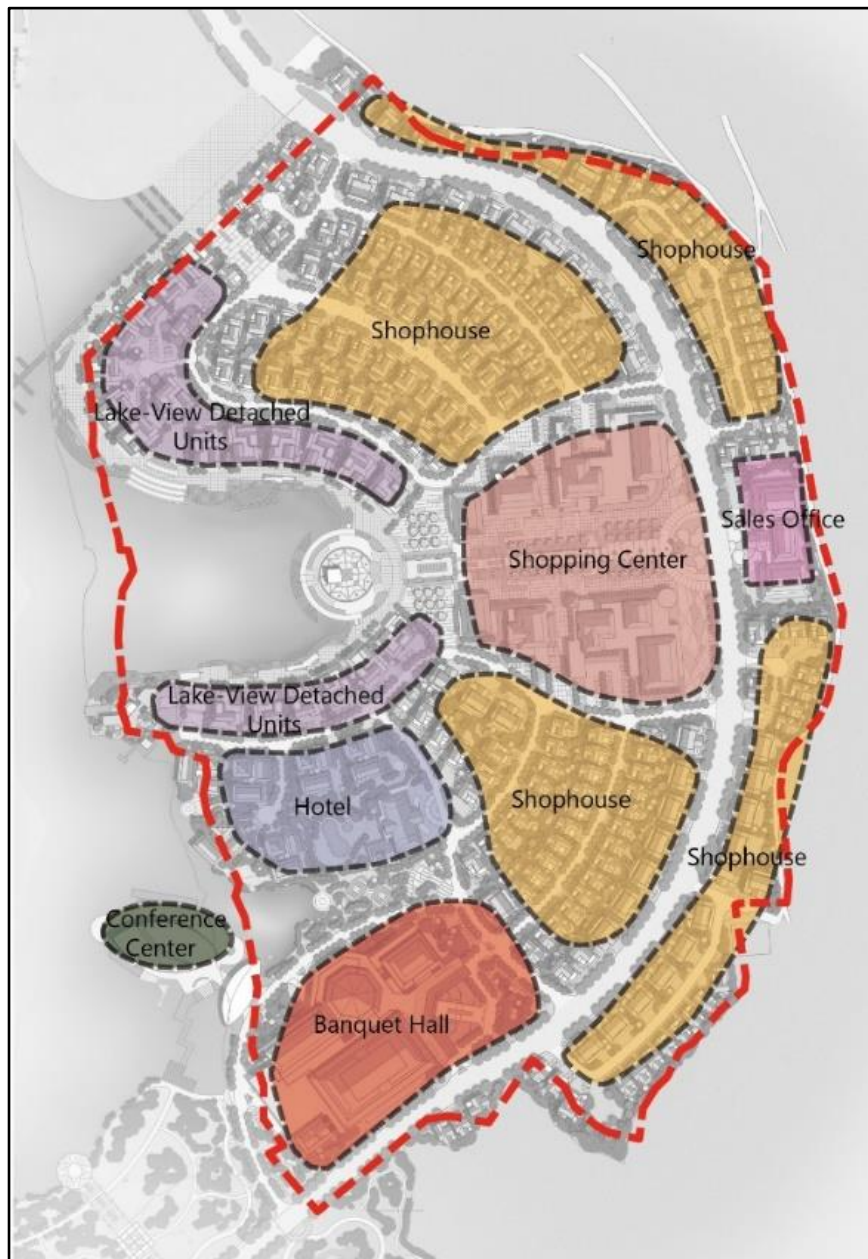 Shophouse
Shophouse
Lake-View Detached
Units
Sales Office
Shopping Center
Lake-View Detached
Units
Hotel
Shophouse
Shophouse
Conference
Center
Banquet Hall